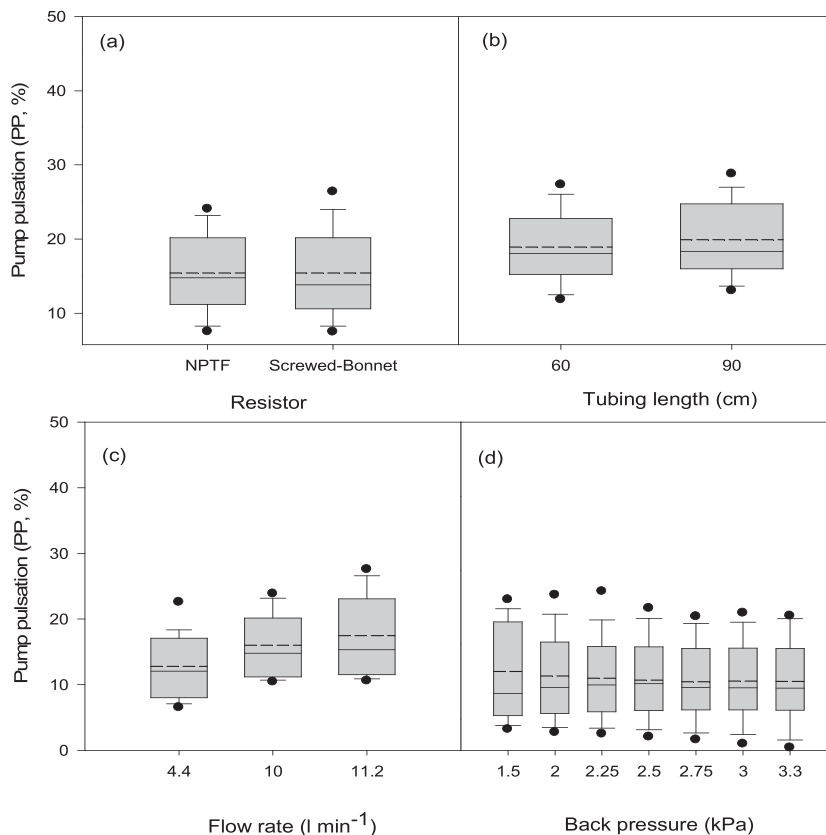 50
(a)
(b)
40
30
20
10
Pump pulsation (PP, %)
NPTF Screwed-Bonnet
60 90
Resistor
Tubing length (cm)
50
(c)
(d)
40
30
20
10
0
Pump pulsation (PP, %)
4.4 10 11.2
1.5 2 2.25 2.5 2.75 3 3.3
Flow rate (l min-1)
Back pressure (kPa)